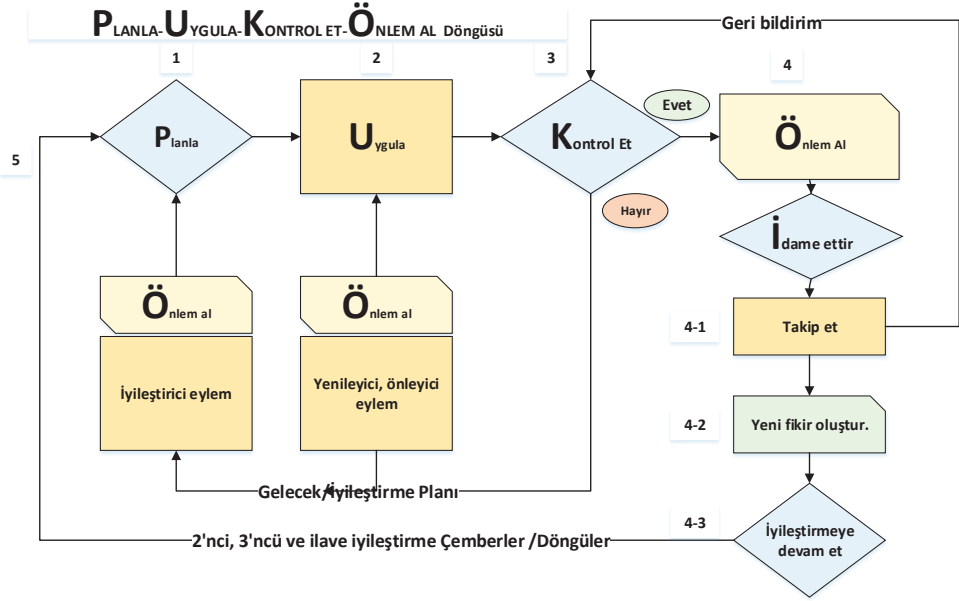 PLANLA-UYGULA-KONTROL ET-ÖNLEM AL Döngüsü
Geri bildirim
1
2
3
4
Planla
Uygula
Kontrol Et
Evet
Önlem Al
5
Hayır
İdame ettir
Önlem al
Önlem al
4-1
Takip et
İyileştirici eylem
Yenileyici, önleyici
eylem
4-2
Yeni fikir oluştur.
Gelecek/İyileştirme Planı
4-3
İyileştirmeye
devam et
2'nci, 3'ncü ve ilave iyileştirme Çemberler /Döngüler